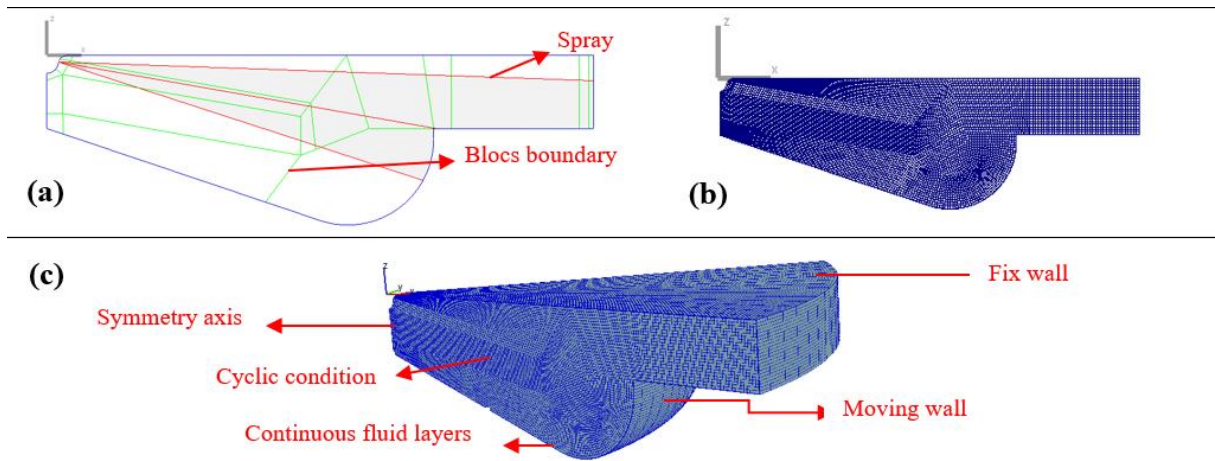 z
x
Spray
Blocs boundary
(a)
z
x
(b)
(c)
z
y
x
Fix wall
Symmetry axis
Cyclic condition
Moving wall
Continuous fluid layers